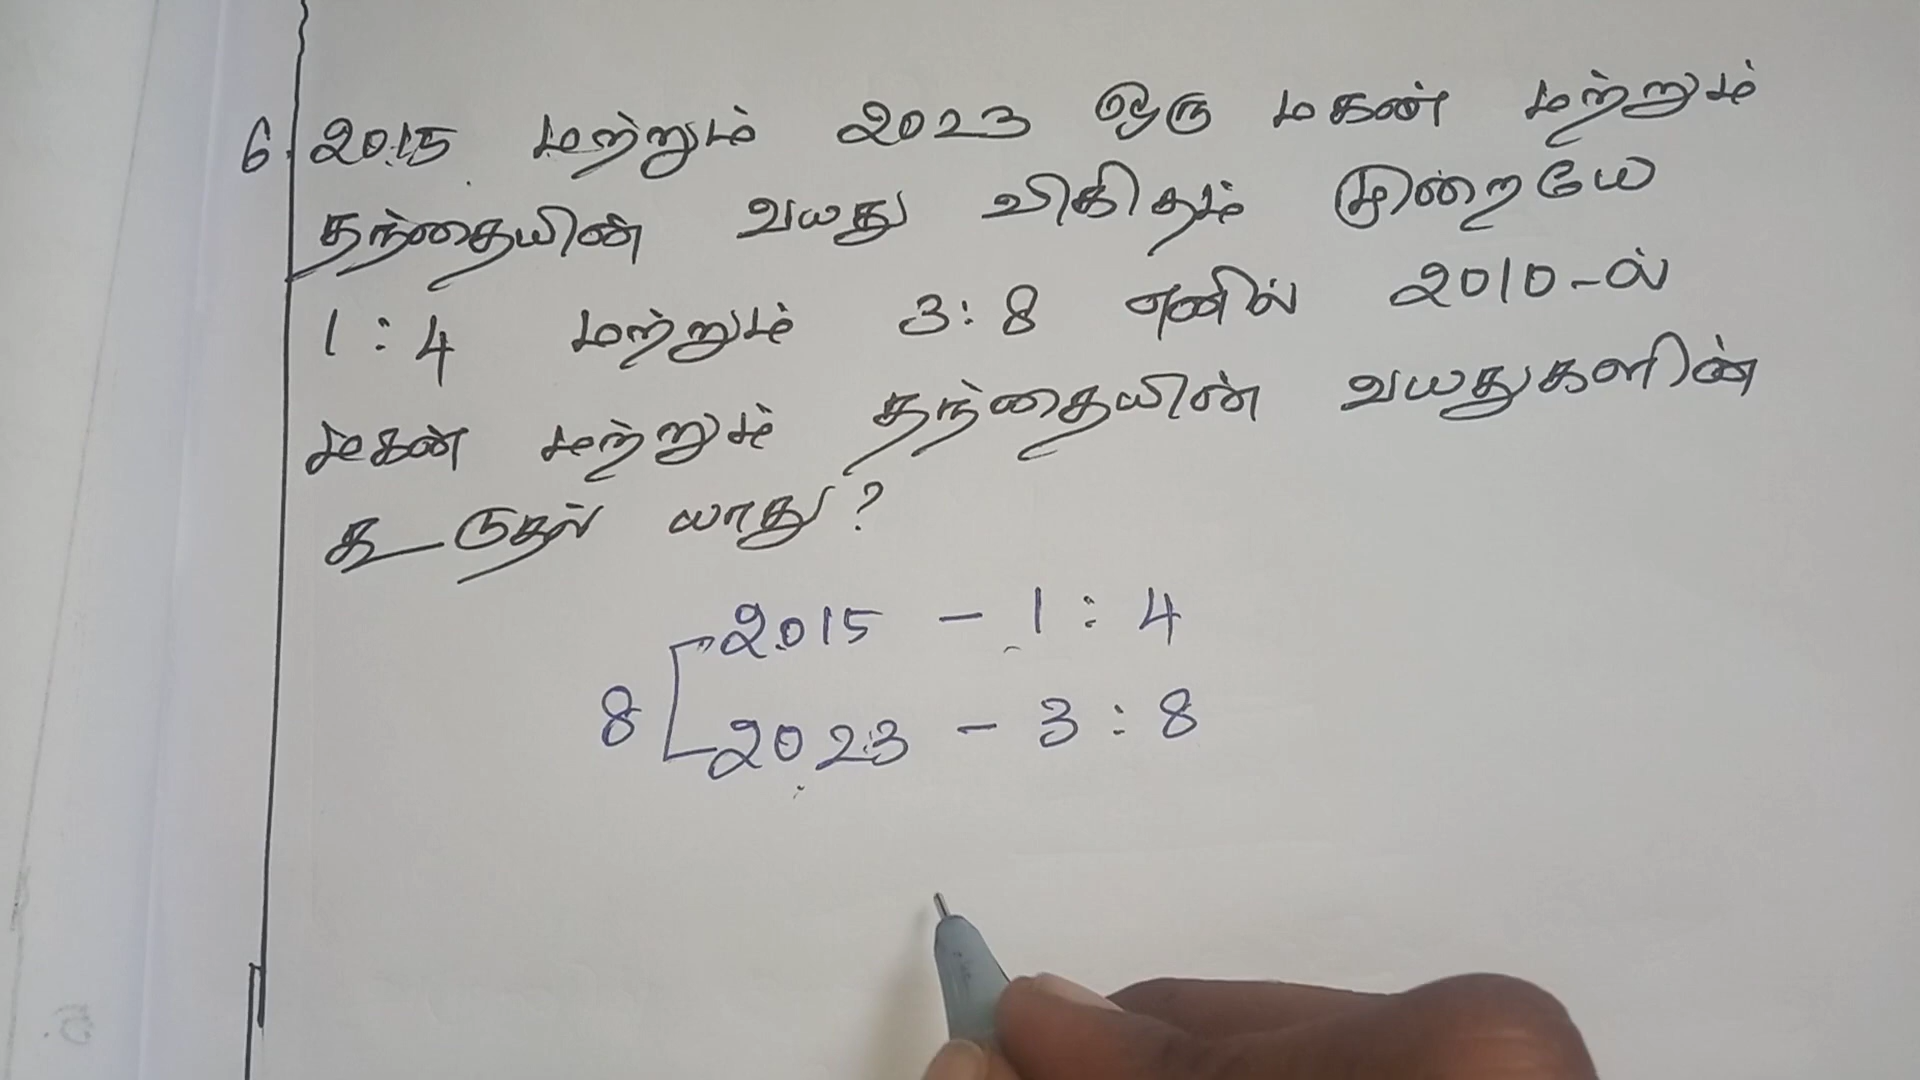 6. 2015 மற்றும் 2023 ஒரு மகன் மற்றும்
தந்தையின் வயது விகிதம் முறையே
1 : 4 மற்றும் 3 : 8 எனில் 2010-ல்
மகன் மற்றும் தந்தையின் வயதுகளின்
கூடுதல் யாது?
2015 - 1 : 4
8
2023 - 3 : 8